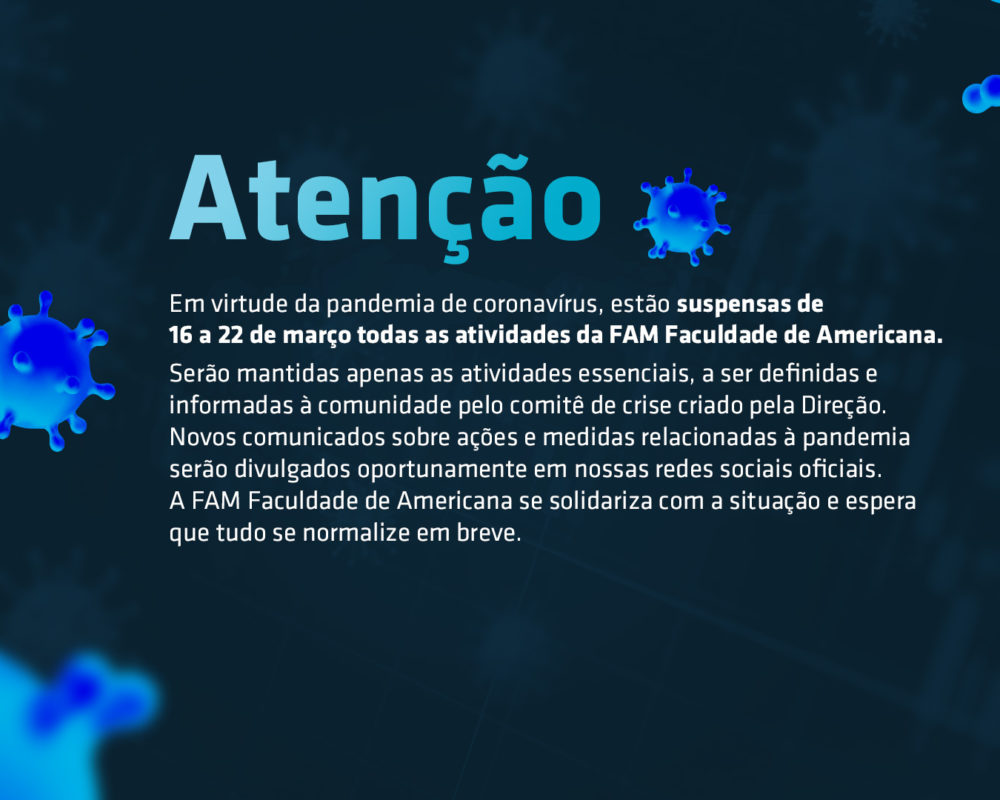 Atenção
Em virtude da pandemia de coronavírus, estão suspensas de
16 a 22 de março todas as atividades da FAM Faculdade de Americana.
Serão mantidas apenas as atividades essenciais, a ser definidas e
informadas à comunidade pelo comitê de crise criado pela Direção.
Novos comunicados sobre ações e medidas relacionadas à pandemia
serão divulgados oportunamente em nossas redes sociais oficiais.
A FAM Faculdade de Americana se solidariza com a situação e espera
que tudo se normalize em breve.